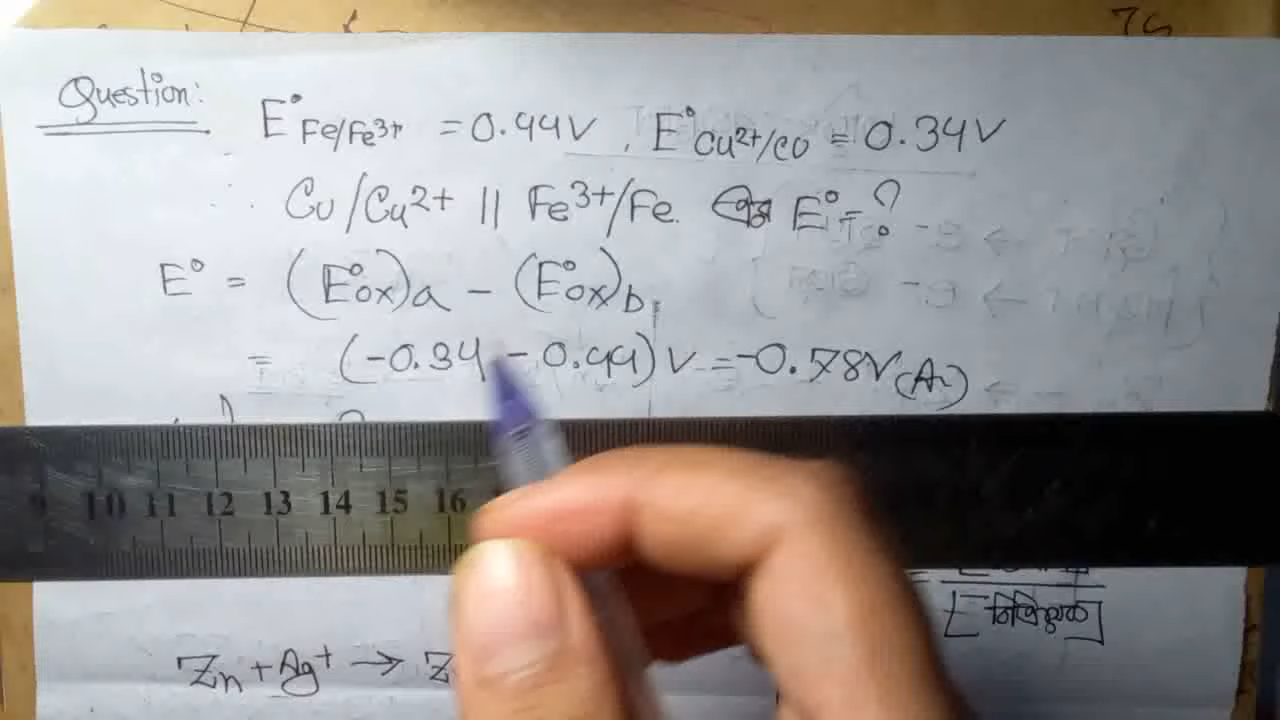 Question:
E°Fe/Fe³⁺ = 0.44V , E°Cu²⁺/Cu = 0.34V
Cu/Cu²⁺ || Fe³⁺/Fe. এর E° = ?
E° = (E°ox)a - (E°ox)b
= (-0.34 - 0.44) V = -0.78V (A)
10 11 12 13 14 15 16
[বিক্রিয়ক]
Zn + Ag⁺ →